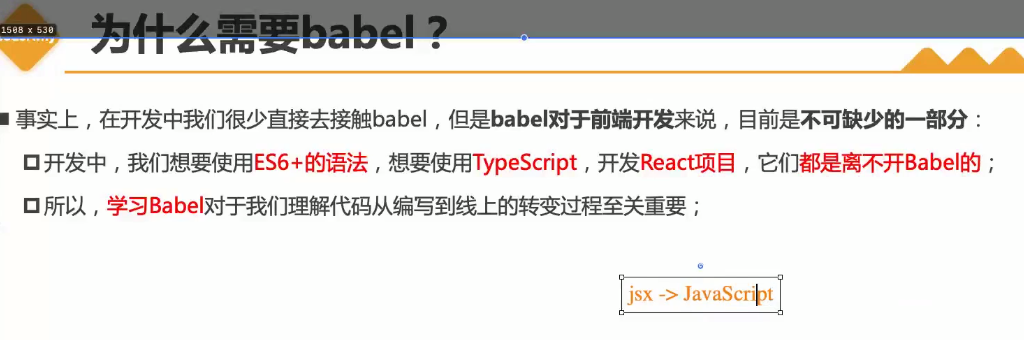 1508 x 530
为什么需要babel？
事实上，在开发中我们很少直接去接触babel，但是babel对于前端开发来说，目前是不可缺少的一部分：
开发中，我们想要使用ES6+的语法，想要使用TypeScript，开发React项目，它们都是离不开Babel的；
所以，学习Babel对于我们理解代码从编写到线上的转变过程至关重要；
jsx -> JavaScript